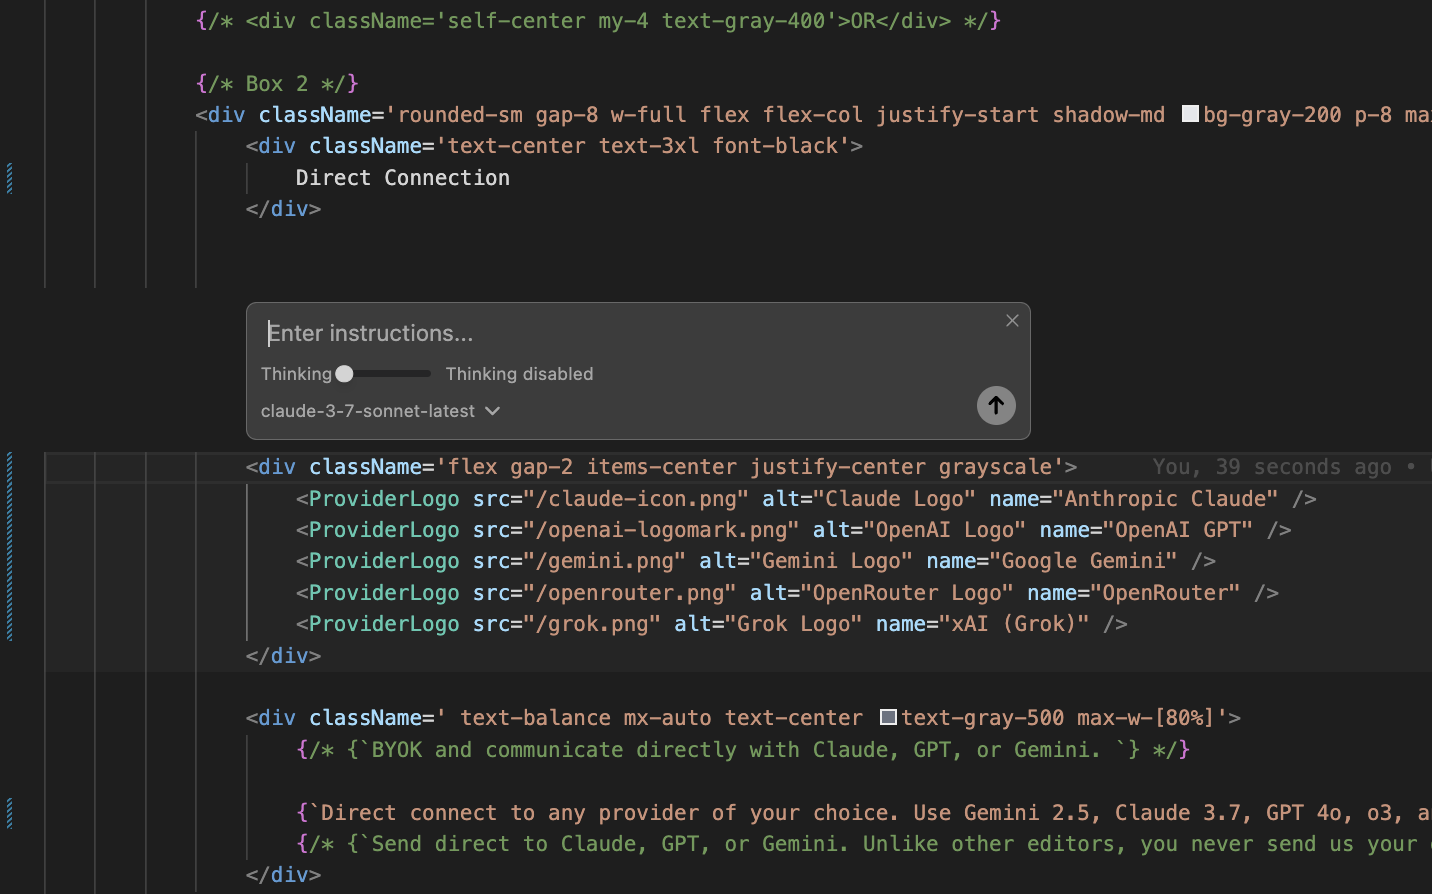 {/* <div className='self-center my-4 text-gray-400'>OR</div> */}
{/* Box 2 */}
<div className='rounded-sm gap-8 w-full flex flex-col justify-start shadow-md bg-gray-200 p-8
<div className='text-center text-3xl font-black'>
Direct Connection
</div>
Enter instructions...
Thinking Thinking disabled
claude-3-7-sonnet-latest
<div className='flex gap-2 items-center justify-center grayscale'> You, 39 seconds ago •
<ProviderLogo src="/claude-icon.png" alt="Claude Logo" name="Anthropic Claude" />
<ProviderLogo src="/openai-logomark.png" alt="OpenAI Logo" name="OpenAI GPT" />
<ProviderLogo src="/gemini.png" alt="Gemini Logo" name="Google Gemini" />
<ProviderLogo src="/openrouter.png" alt="OpenRouter Logo" name="OpenRouter" />
<ProviderLogo src="/grok.png" alt="Grok Logo" name="xAI (Grok)" />
</div>
<div className=' text-balance mx-auto text-center text-gray-500 max-w-[80%]'>
{/* {`BYOK and communicate directly with Claude, GPT, or Gemini. `} */}
{`Direct connect to any provider of your choice. Use Gemini 2.5, Claude 3.7, GPT 4o, o3,
{/* {`Send direct to Claude, GPT, or Gemini. Unlike other editors, you never send us your
</div>